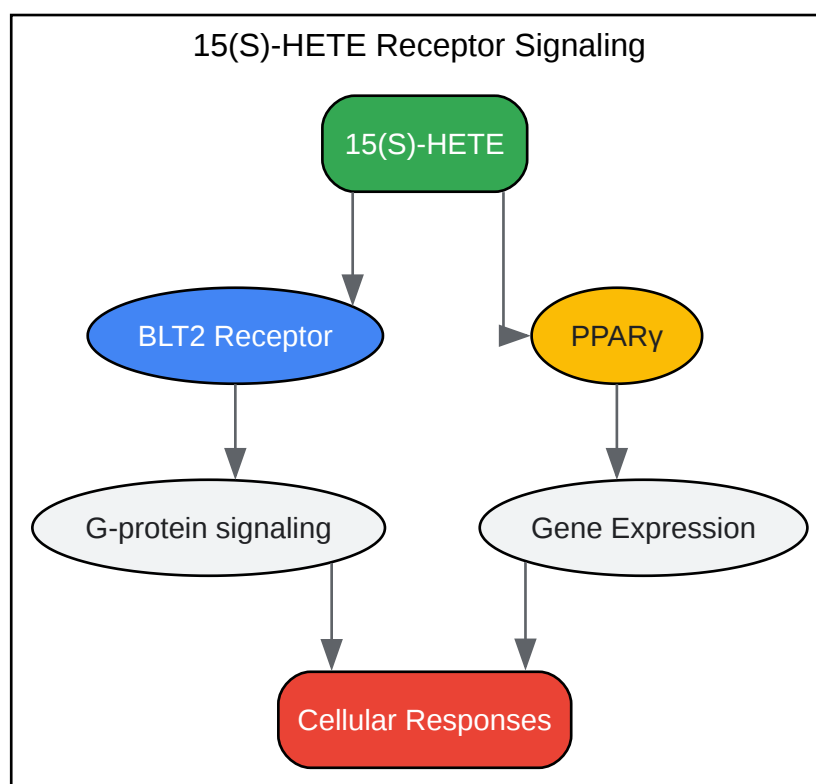 15(S)-HETE Receptor Signaling
15(S)-HETE
BLT2 Receptor
PPARγ
G-protein signaling
Gene Expression
Cellular Responses